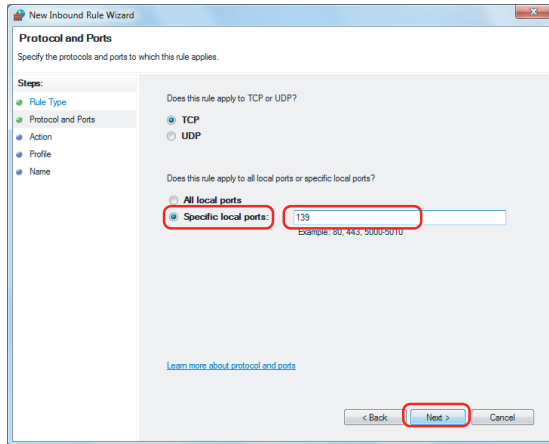 New Inbound Rule Wizard
Protocol and Ports
Specify the protocols and ports to which this rule applies.
Steps:
Rule Type
Protocol and Ports
Action
Profile
Name
Does this rule apply to TCP or UDP?
TCP
UDP
Does this rule apply to all local ports or specific local ports?
All local ports
Specific local ports: 139
Example: 80, 443, 5000-5010
Learn more about protocol and ports
< Back Next > Cancel